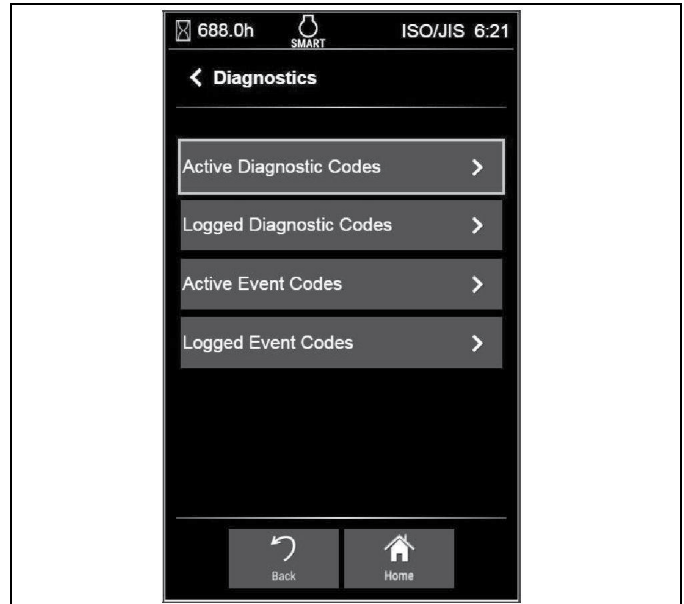 688.0h
SMART
ISO/JIS 6:21
Diagnostics
Active Diagnostic Codes
Logged Diagnostic Codes
Active Event Codes
Logged Event Codes
Back
Home